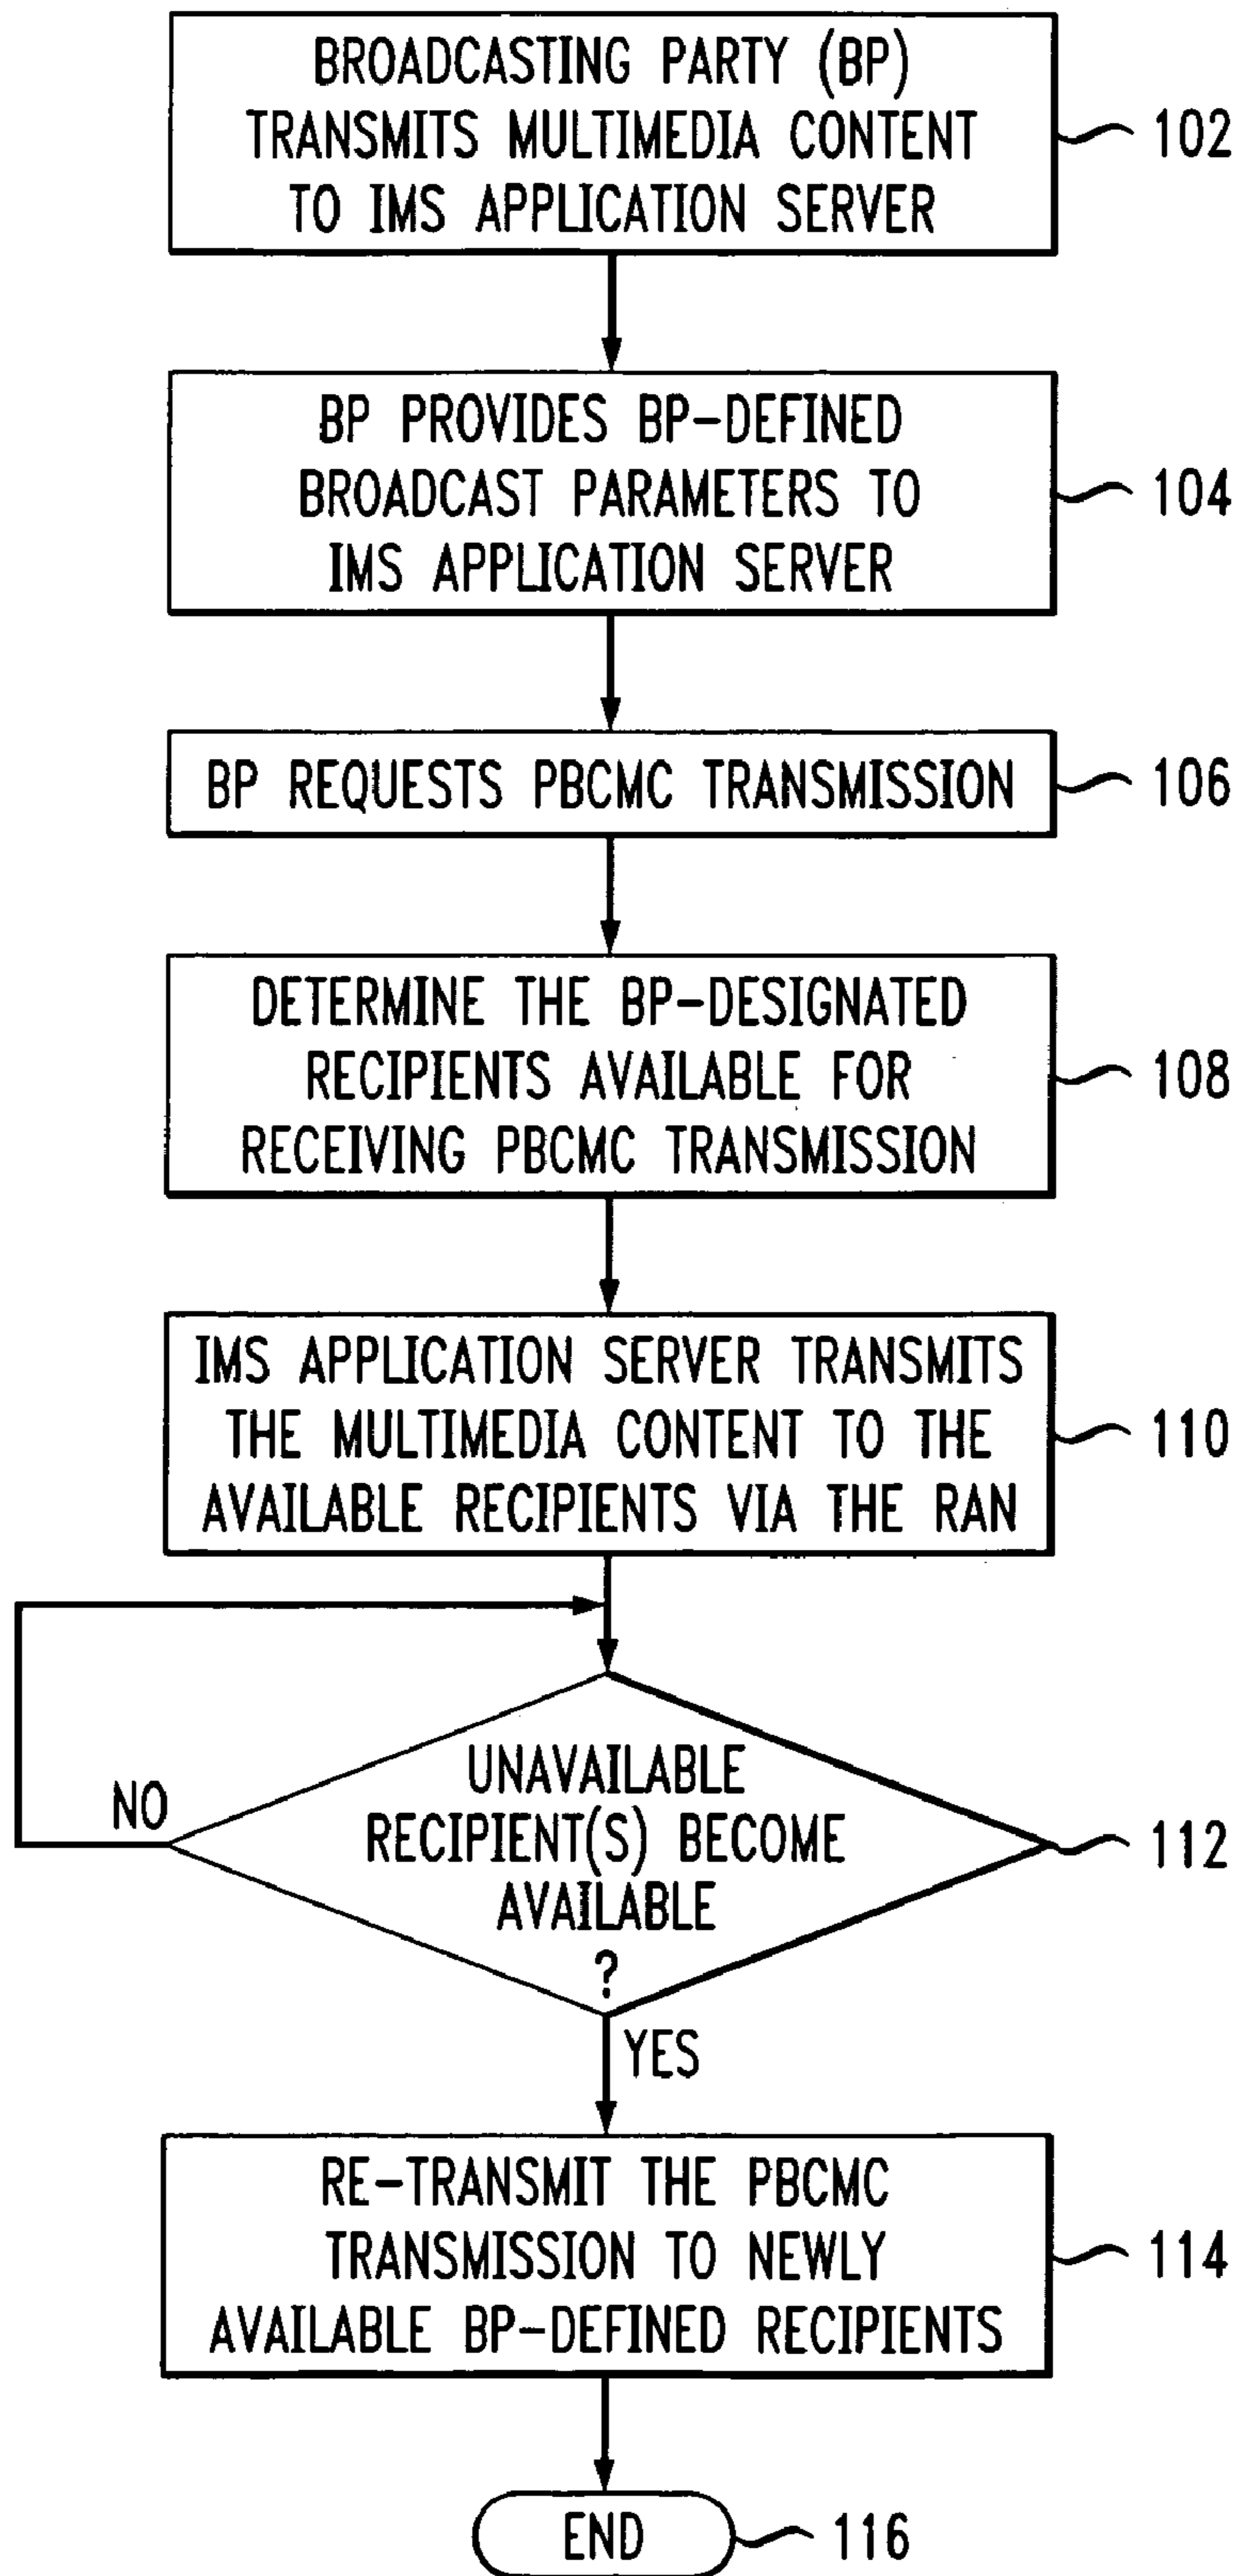 BROADCASTING PARTY (BP)
TRANSMITS MULTIMEDIA CONTENT
TO IMS APPLICATION SERVER
102
BP PROVIDES BP-DEFINED
BROADCAST PARAMETERS TO
IMS APPLICATION SERVER
104
BP REQUESTS PBCMC TRANSMISSION
106
DETERMINE THE BP-DESIGNATED
RECIPIENTS AVAILABLE FOR
RECEIVING PBCMC TRANSMISSION
108
IMS APPLICATION SERVER TRANSMITS
THE MULTIMEDIA CONTENT TO THE
AVAILABLE RECIPIENTS VIA THE RAN
110
UNAVAILABLE
RECIPIENT(S) BECOME
AVAILABLE
?
NO
112
YES
RE-TRANSMIT THE PBCMC
TRANSMISSION TO NEWLY
AVAILABLE BP-DEFINED RECIPIENTS
114
END
116